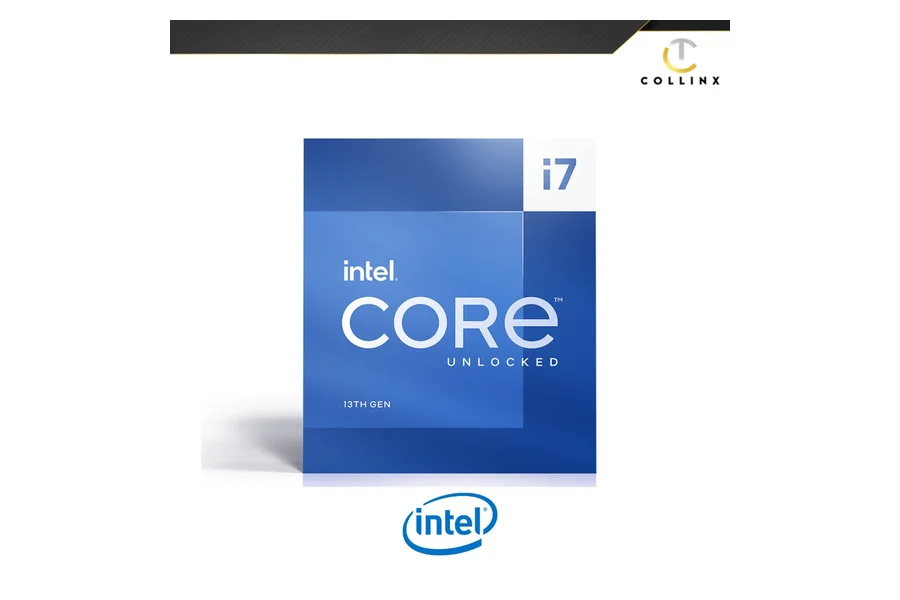 COLLINX
i7
intel.
CORe™
UNLOCKED
13TH GEN
intel®